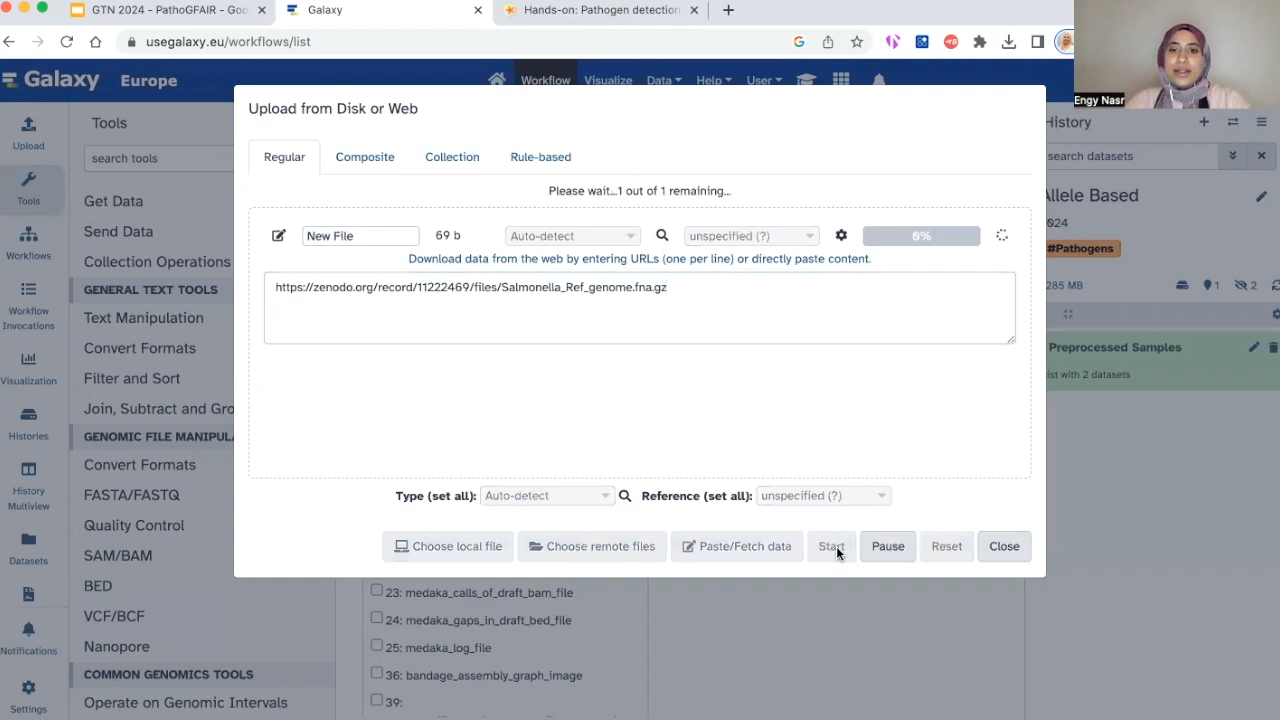 GTN 2024 - PathoGFAIR - Goo
Galaxy
Hands-on: Pathogen detection
usegalaxy.eu/workflows/list
Engy Nasr
Galaxy Europe
Workflow Visualize Data Help User
Upload
Tools
Workflows
Workflow Invocations
Visualization
Histories
History Multiview
Datasets
Notifications
Settings
Tools
search tools
Get Data
Send Data
Collection Operations
GENERAL TEXT TOOLS
Text Manipulation
Convert Formats
Filter and Sort
Join, Subtract and Gro
GENOMIC FILE MANIPULA
Convert Formats
FASTA/FASTQ
Quality Control
SAM/BAM
BED
VCF/BCF
Nanopore
COMMON GENOMICS TOOLS
Operate on Genomic Intervals
Upload from Disk or Web
Regular Composite Collection Rule-based
Please wait...1 out of 1 remaining...
New File 69 b Auto-detect unspecified (?) 0%
Download data from the web by entering URLs (one per line) or directly paste content.
https://zenodo.org/record/11222469/files/Salmonella_Ref_genome.fna.gz
Type (set all): Auto-detect Reference (set all): unspecified (?)
Choose local file Choose remote files Paste/Fetch data Start Pause Reset Close
23: medaka_calls_of_draft_bam_file
24: medaka_gaps_in_draft_bed_file
25: medaka_log_file
36: bandage_assembly_graph_image
39:
History
search datasets
Allele Based
024
#Pathogens
285 MB
1
2
Preprocessed Samples
ist with 2 datasets